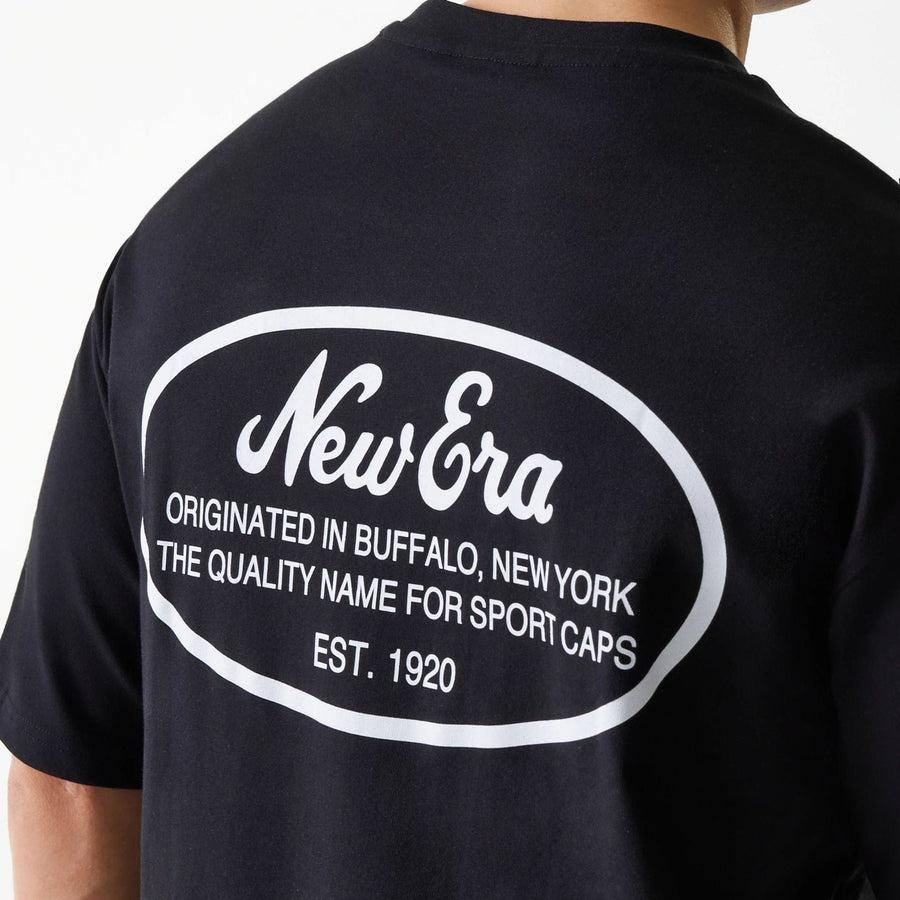 New Era
ORIGINATED IN BUFFALO, NEW YORK
THE QUALITY NAME FOR SPORT CAPS
EST. 1920